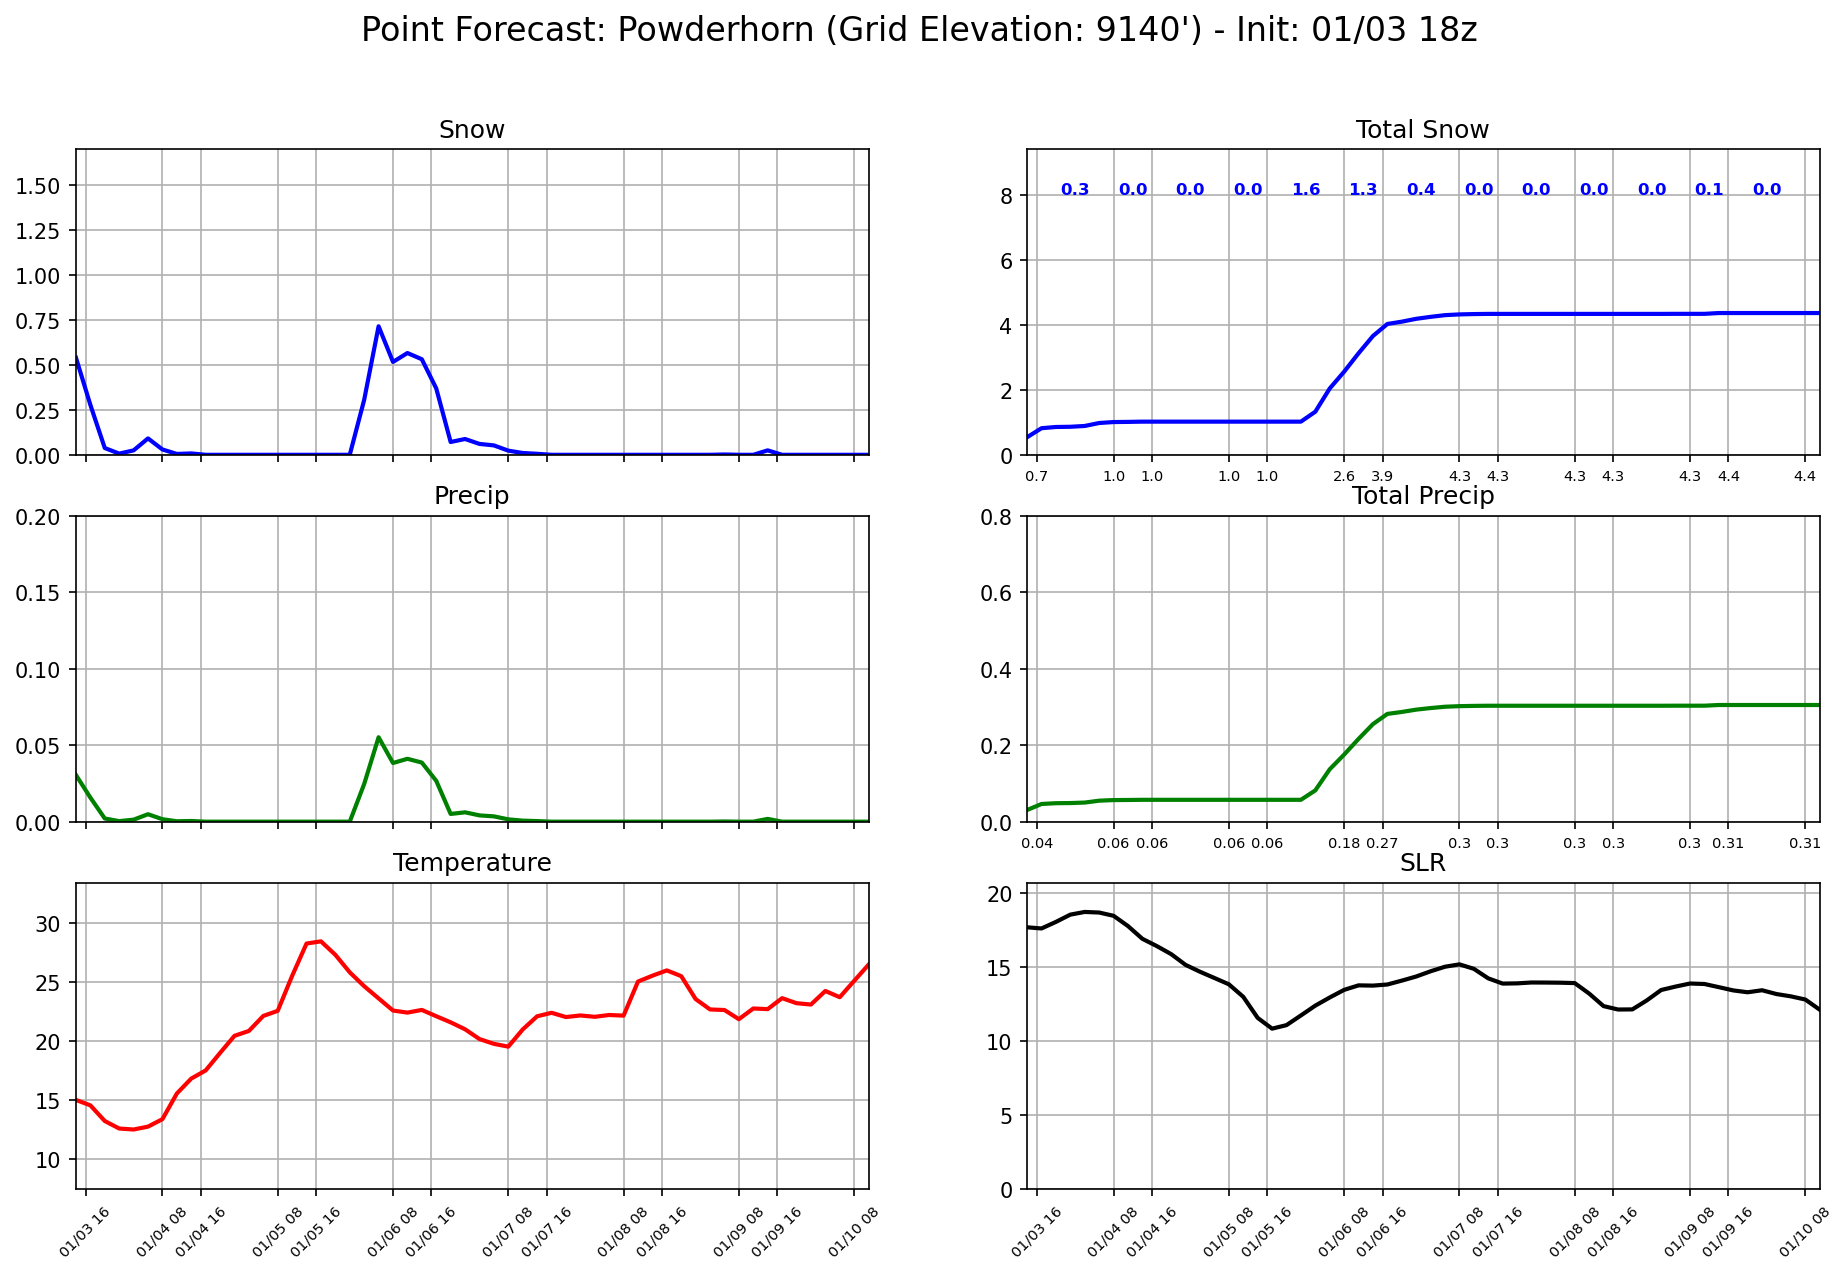 Point Forecast: Powderhorn (Grid Elevation: 9140') - Init: 01/03 18z
Snow
1.50
1.25
1.00
0.75
0.50
0.25
0.00
Total Snow
0.3 0.0 0.0 0.0 1.6 1.3 0.4 0.0 0.0 0.0 0.0 0.1 0.0
8
6
4
2
0
0.7 1.0 1.0 1.0 1.0 2.6 3.9 4.3 4.3 4.3 4.3 4.3 4.4 4.4
Precip
0.20
0.15
0.10
0.05
0.00
Total Precip
0.8
0.6
0.4
0.2
0.0
0.04 0.06 0.06 0.06 0.06 0.18 0.27 0.3 0.3 0.3 0.3 0.3 0.31 0.31
Temperature
30
25
20
15
10
01/03 16 01/04 08 01/04 16 01/05 08 01/05 16 01/06 08 01/06 16 01/07 08 01/07 16 01/08 08 01/08 16 01/09 08 01/09 16 01/10 08
SLR
20
15
10
5
0
01/03 16 01/04 08 01/04 16 01/05 08 01/05 16 01/06 08 01/06 16 01/07 08 01/07 16 01/08 08 01/08 16 01/09 08 01/09 16 01/10 08